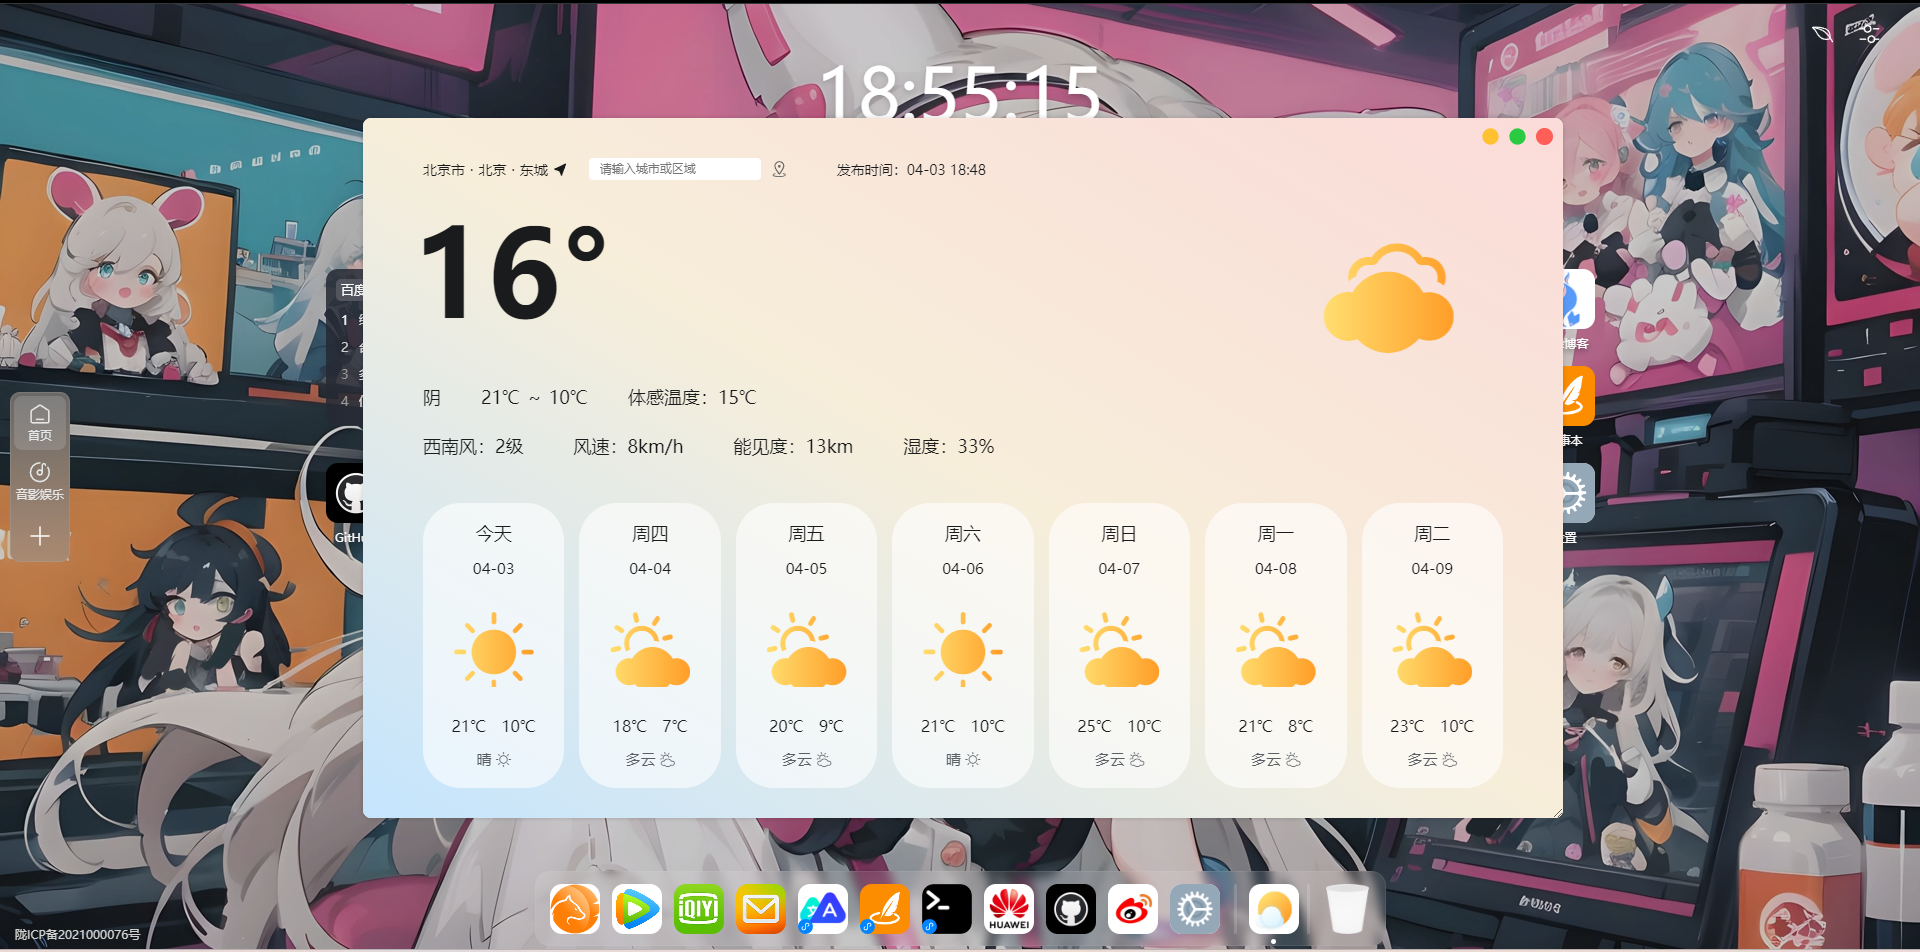 18:55:15
北京市 · 北京 · 东城
请输入城市或区域
发布时间：04-03 18:48
16°
阴 21℃ ~ 10℃ 体感温度：15℃
西南风：2级 风速：8km/h 能见度：13km 湿度：33%
今天 周四 周五 周六 周日 周一 周二
04-03 04-04 04-05 04-06 04-07 04-08 04-09
21℃ 10℃ 18℃ 7℃ 20℃ 9℃ 21℃ 10℃ 25℃ 10℃ 21℃ 8℃ 23℃ 10℃
晴 多云 多云 晴 多云 多云 多云
百度
1
2
3
4
首页
音影娱乐
GitHu
博客
事本
置
iQIY
A
HUAWEI
陇ICP备2021000076号